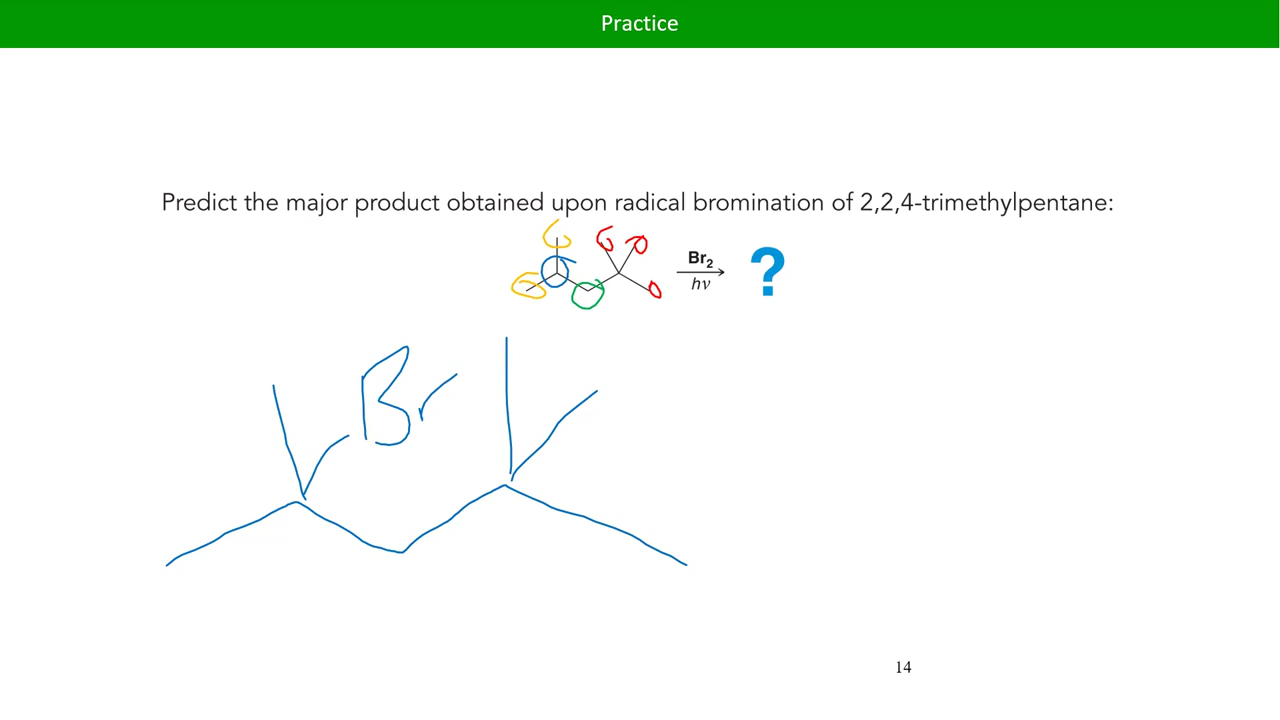 Practice
Predict the major product obtained upon radical bromination of 2,2,4-trimethylpentane:
Br₂
hν
?
Br
14